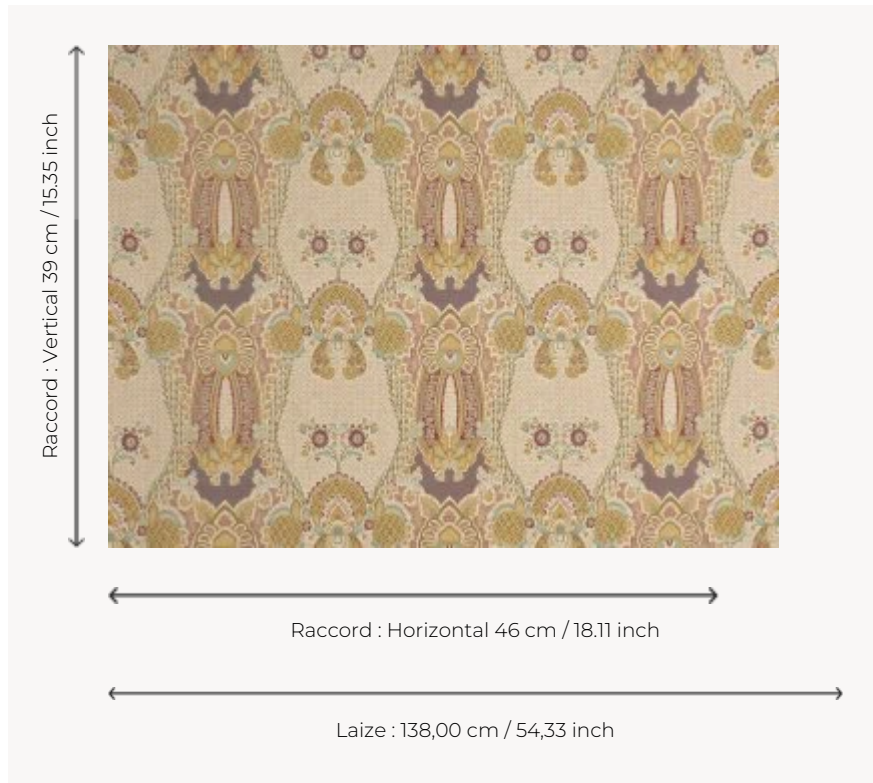 Raccord : Vertical 39 cm / 15.35 inch
Raccord : Horizontal 46 cm / 18.11 inch
Laize : 138,00 cm / 54,33 inch